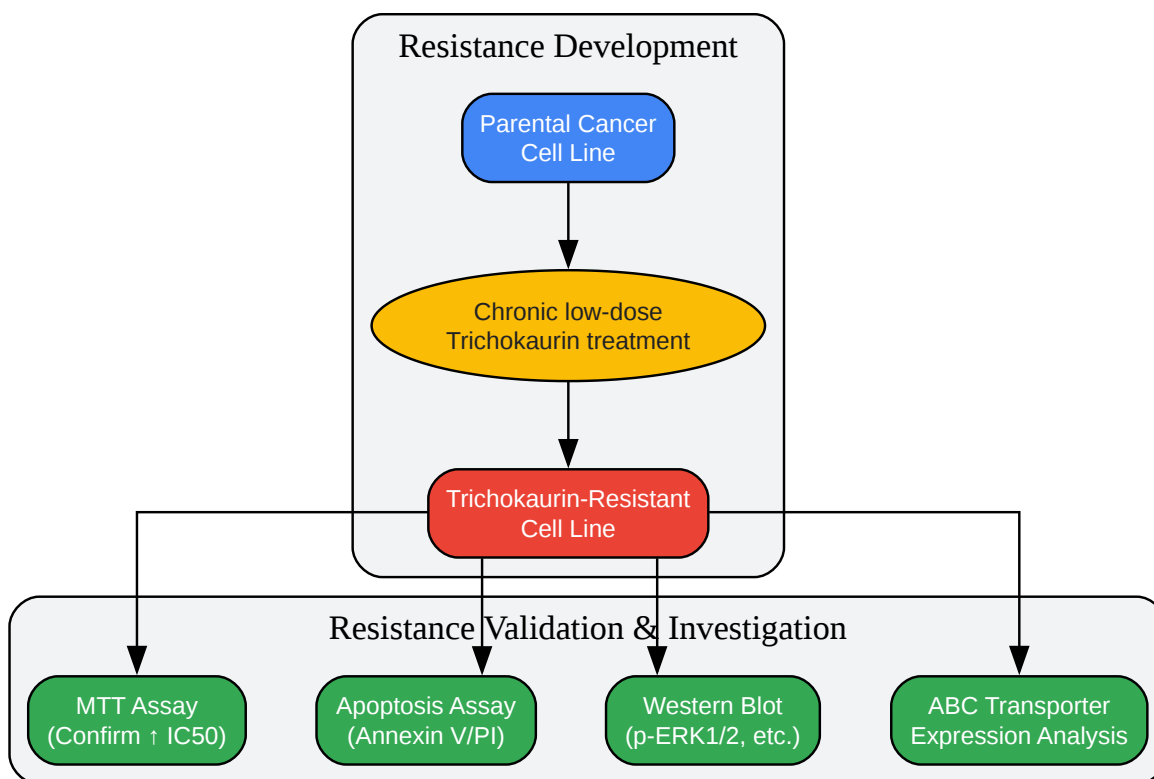 Resistance Development
Parental Cancer
Cell Line
Chronic low-dose
Trichokaurin treatment
Trichokaurin-Resistant
Cell Line
Resistance Validation & Investigation
MTT Assay
(Confirm ↑ IC50)
Apoptosis Assay
(Annexin V/PI)
Western Blot
(p-ERK1/2, etc.)
ABC Transporter
Expression Analysis